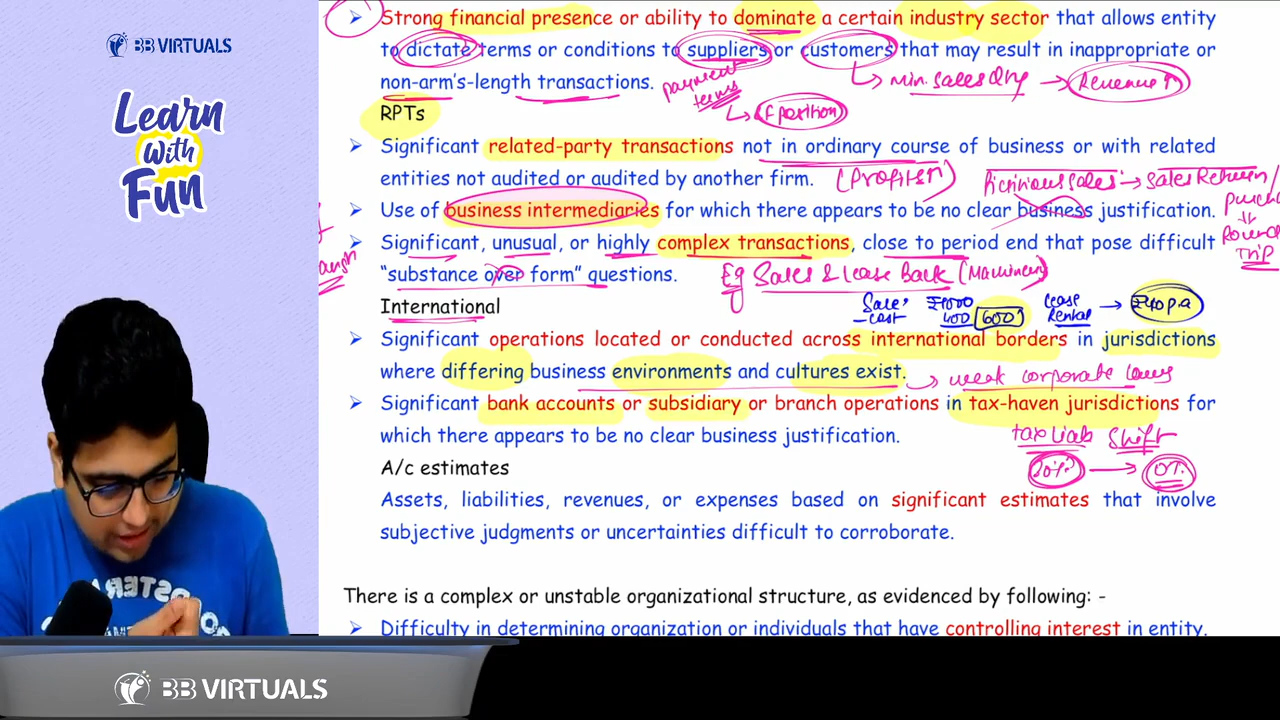 Strong financial presence or ability to dominate a certain industry sector that allows entity
BB VIRTUALS
to dictate terms or conditions to suppliers or customers that may result in inappropriate or
non-arm's-length transactions.
payment terms
min. sales Qty → Revenue ↑
Learn
With
Fun
RPTs
F position
Significant related-party transactions not in ordinary course of business or with related
entities not audited or audited by another firm.
Fictitious sales → Sales Return /
Use of business intermediaries for which there appears to be no clear business justification.
Round
Trip
Significant, unusual, or highly complex transactions, close to period end that pose difficult
"substance over form" questions.
Eg Sales & Lease Back (Machinery)
International
Sale: ₹1000
cost 400 600
lease Rental → ₹40 p.a
Significant operations located or conducted across international borders in jurisdictions
where differing business environments and cultures exist.
weak corporate laws
Significant bank accounts or subsidiary or branch operations in tax-haven jurisdictions for
which there appears to be no clear business justification.
tax liab shift
A/c estimates
Assets, liabilities, revenues, or expenses based on significant estimates that involve
subjective judgments or uncertainties difficult to corroborate.
There is a complex or unstable organizational structure, as evidenced by following: -
Difficulty in determining organization or individuals that have controlling interest in entity.
BB VIRTUALS